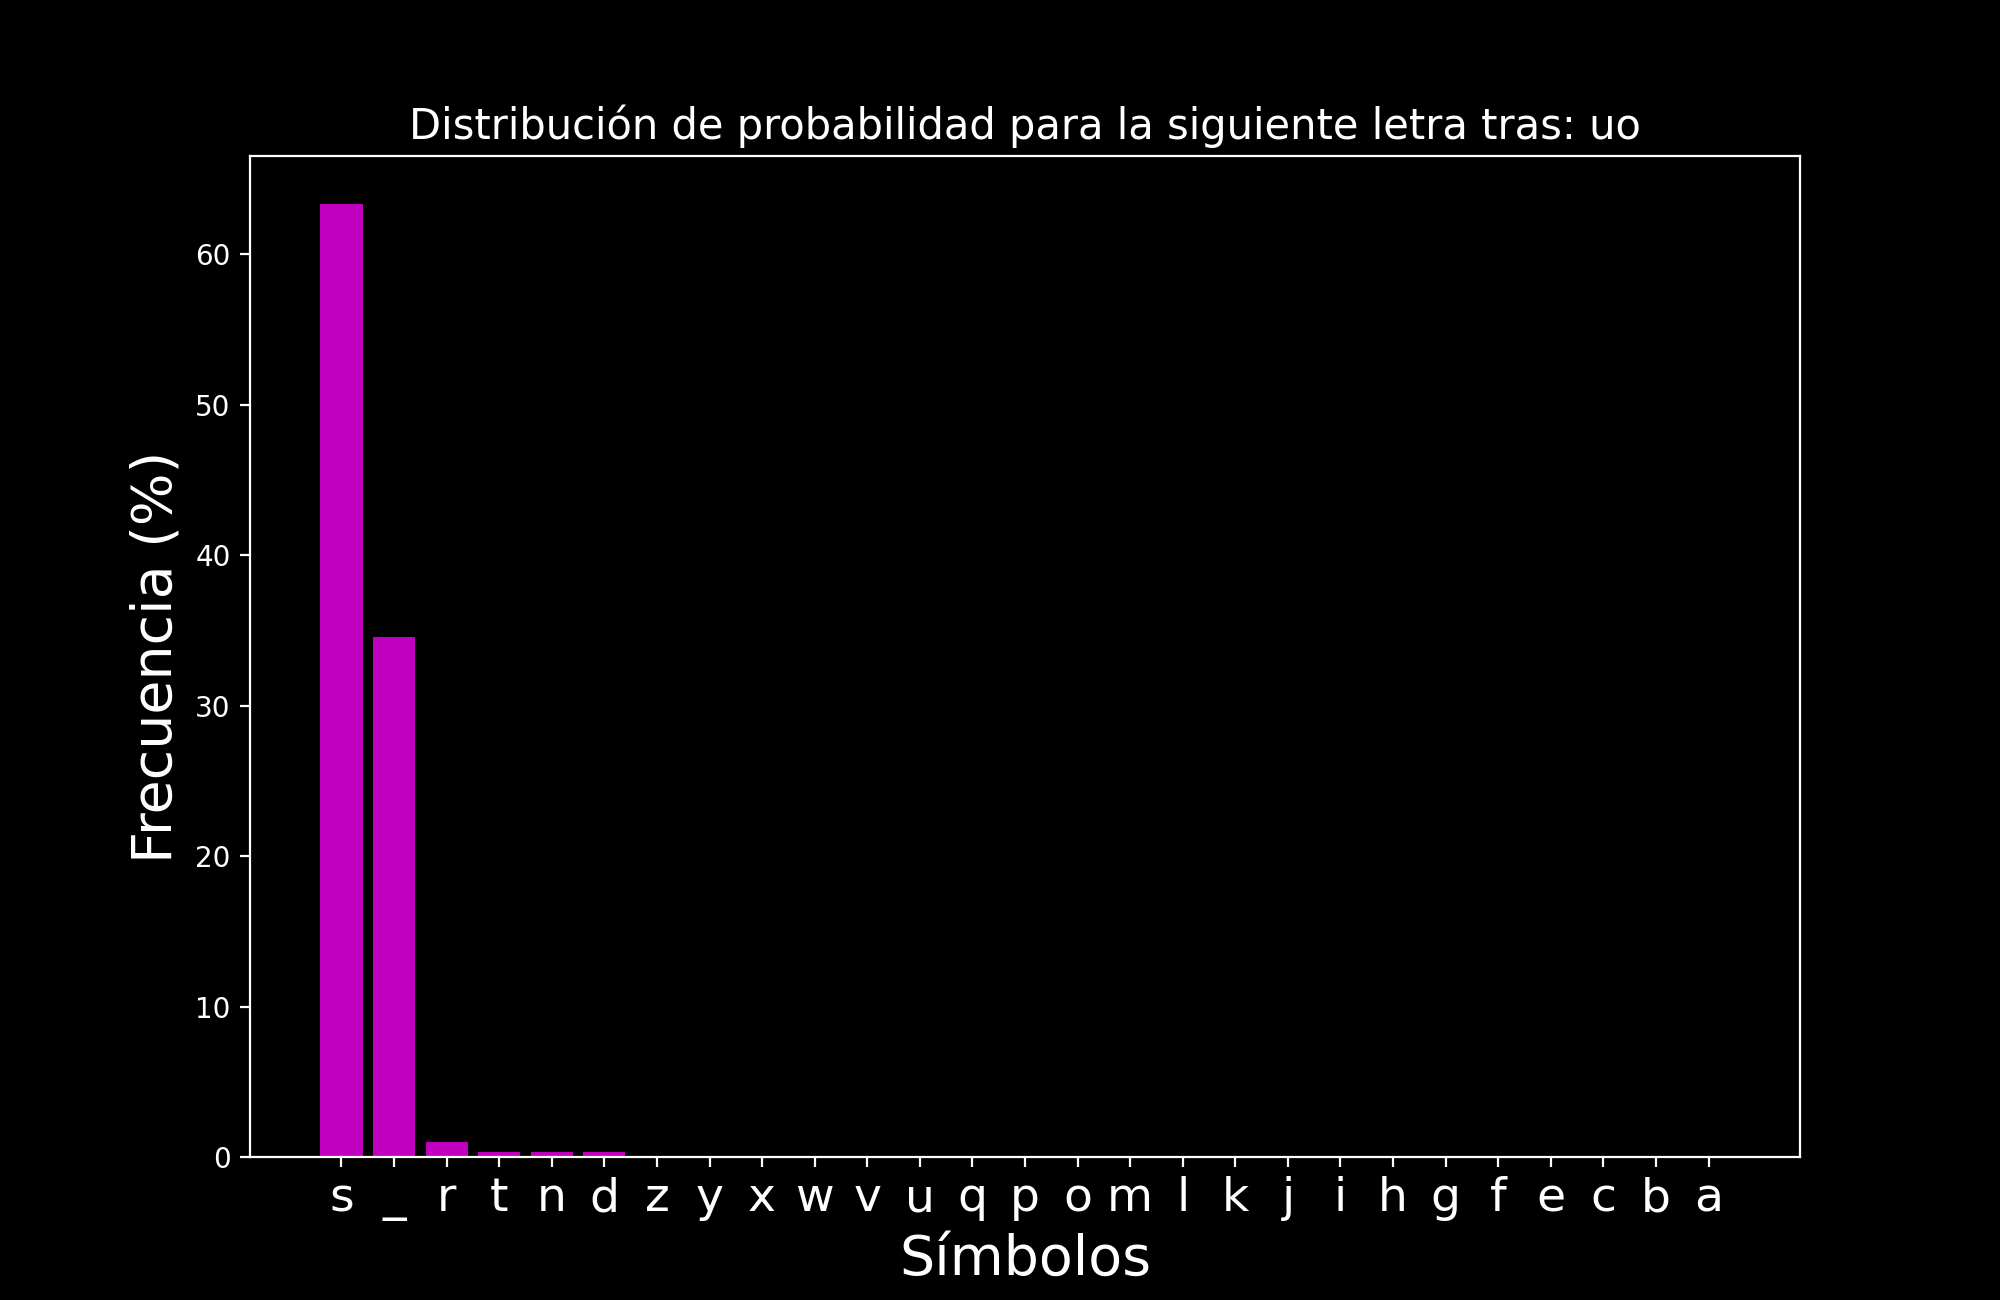 Distribución de probabilidad para la siguiente letra tras: uo
Frecuencia (%)
60
50
40
30
20
10
0
s _ r t n d z y x w v u q p o m l k j i h g f e c b a
Símbolos